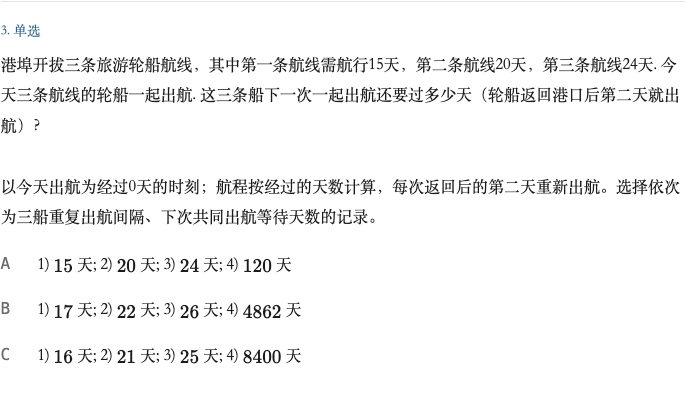 3. 单选
港埠开拔三条旅游轮船航线，其中第一条航线需航行15天，第二条航线20天，第三条航线24天. 今
天三条航线的轮船一起出航. 这三条船下一次一起出航还要过多少天（轮船返回港口后第二天就出
航）?
以今天出航为经过0天的时刻；航程按经过的天数计算，每次返回后的第二天重新出航。选择依次
为三船重复出航间隔、下次共同出航等待天数的记录。
A 1) 15 天; 2) 20 天; 3) 24 天; 4) 120 天
B 1) 17 天; 2) 22 天; 3) 26 天; 4) 4862 天
C 1) 16 天; 2) 21 天; 3) 25 天; 4) 8400 天